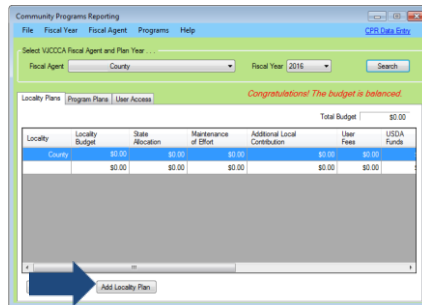 Community Programs Reporting
File Fiscal Year Fiscal Agent Programs Help CPR Data Entry
Select VJCCCA Fiscal Agent and Plan Year . . .
Fiscal Agent County Fiscal Year 2016 Search
Locality Plans Program Plans User Access Congratulations! The budget is balanced.
Total Budget $0.00
Locality Locality Budget State Allocation Maintenance of Effort Additional Local Contribution User Fees USDA Funds
County $0.00 $0.00 $0.00 $0.00 $0.00
$0.00 $0.00 $0.00 $0.00 $0.00
Add Locality Plan